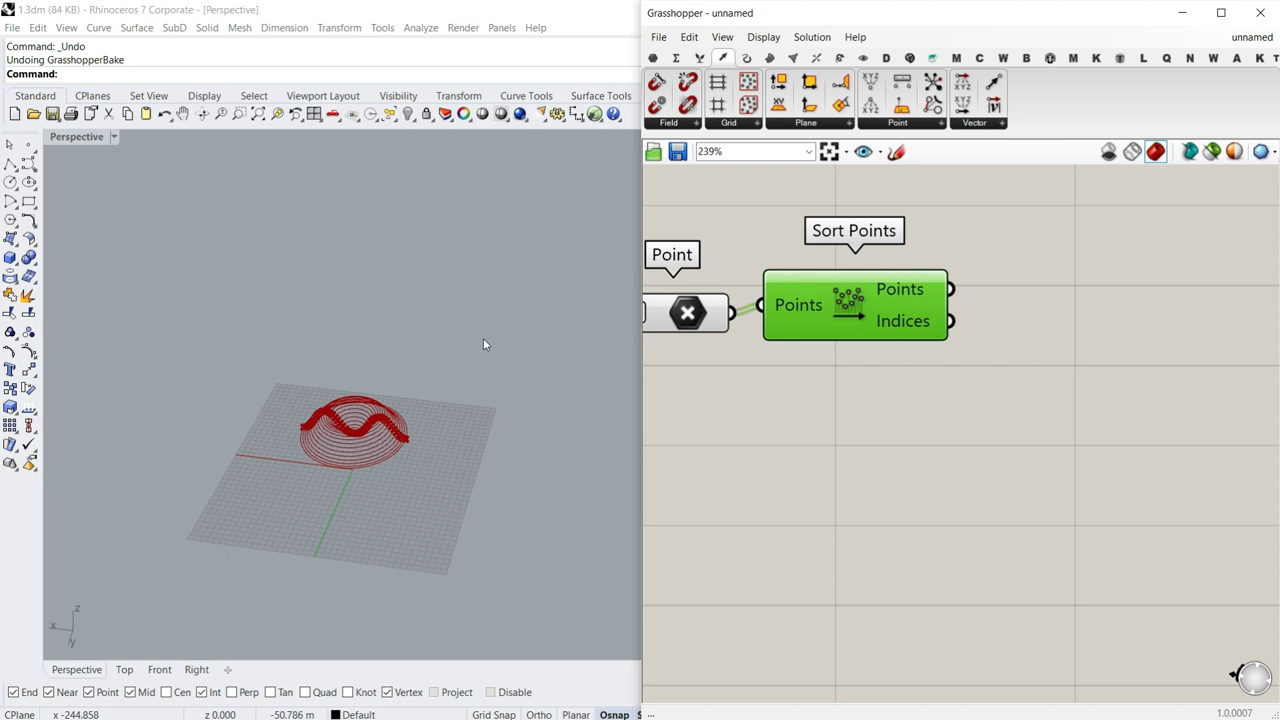 1.3dm (84 KB) - Rhinoceros 7 Corporate - [Perspective]
File Edit View Curve Surface SubD Solid Mesh Dimension Transform Tools Analyze Render Panels Help
Command: _Undo
Undoing GrasshopperBake
Command:
Standard CPlanes Set View Display Select Viewport Layout Visibility Transform Curve Tools Surface Tools
Perspective
z
x
y
Perspective Top Front Right
End Near Point Mid Cen Int Perp Tan Quad Knot Vertex Project Disable
CPlane x -244.858 z 0.000 -50.786 m Default Grid Snap Ortho Planar Osnap
Grasshopper - unnamed
File Edit View Display Solution Help unnamed
D M C W B L Q N W M K A K T
XY
Field Grid Plane Point Vector
239%
Sort Points
Point
Points Points
Indices
...
1.0.0007